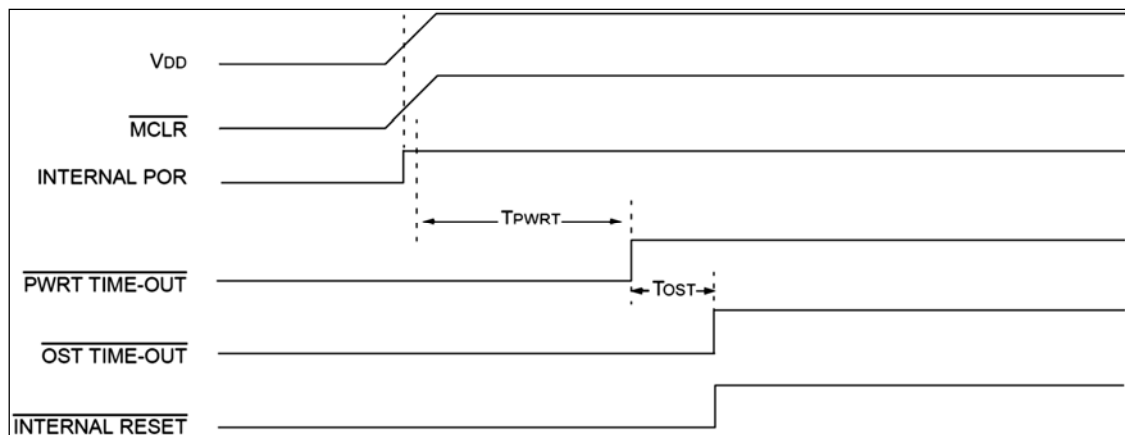 VDD
MCLR
INTERNAL POR
TPWRT
PWRT TIME-OUT
TOST
OST TIME-OUT
INTERNAL RESET